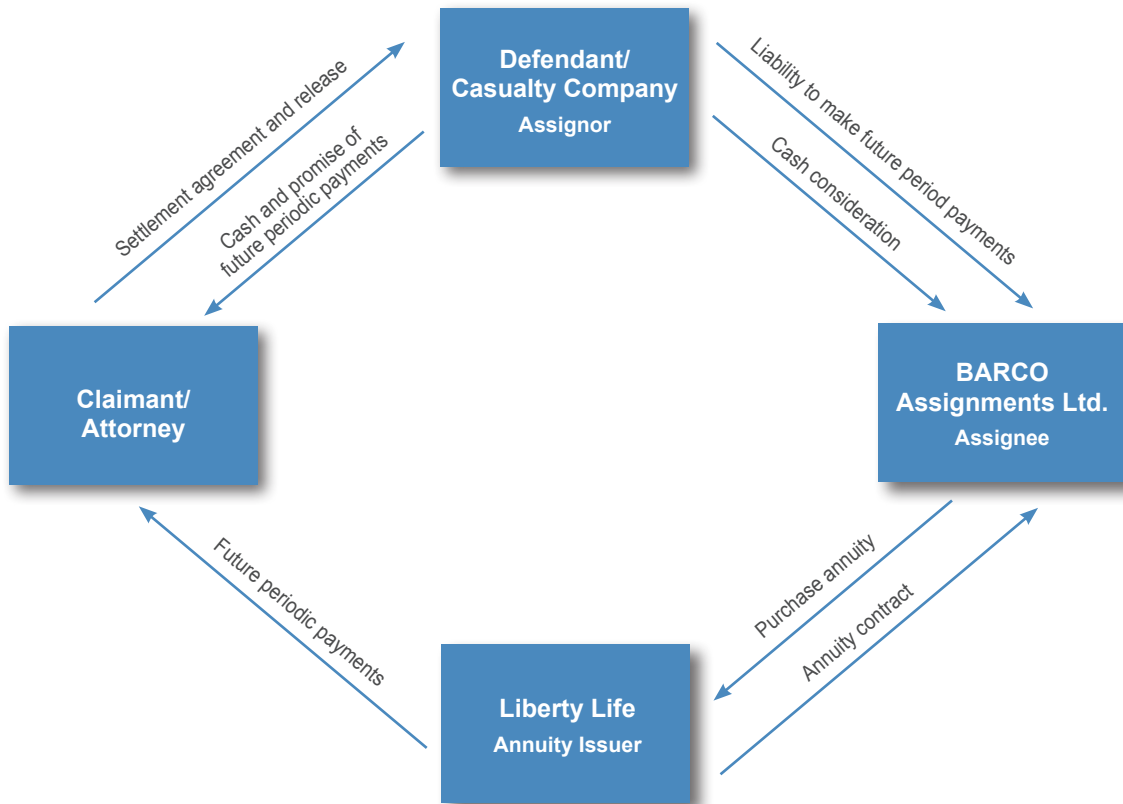 Defendant/
Casualty Company
Assignor
Settlement agreement and release
Cash and promise of
future periodic payments
Liability to make future period payments
Cash consideration
Claimant/
Attorney
BARCO
Assignments Ltd.
Assignee
Future periodic payments
Purchase annuity
Annuity contract
Liberty Life
Annuity Issuer